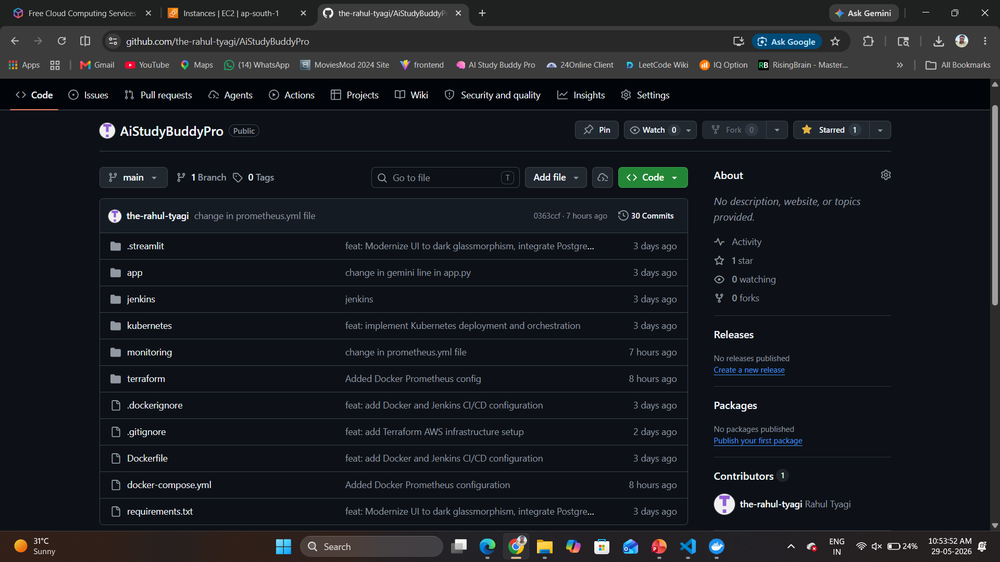 Free Cloud Computing Services
Instances | EC2 | ap-south-1
the-rahul-tyagi/AiStudyBuddyP
Ask Gemini
github.com/the-rahul-tyagi/AiStudyBuddyPro
Ask Google
Apps
Gmail
YouTube
Maps
(14) WhatsApp
MoviesMod 2024 Site
frontend
AI Study Buddy Pro
24Online Client
LeetCode Wiki
IQ Option
RB RisingBrain - Master...
All Bookmarks
Code
Issues
Pull requests
Agents
Actions
Projects
Wiki
Security and quality
Insights
Settings
AiStudyBuddyPro Public
Pin
Watch 0
Fork 0
Starred 1
main
1 Branch
0 Tags
Go to file T
Add file
Code
the-rahul-tyagi change in prometheus.yml file 0363ccf · 7 hours ago 30 Commits
.streamlit feat: Modernize UI to dark glassmorphism, integrate Postgre... 3 days ago
app change in gemini line in app.py 3 days ago
jenkins jenkins 3 days ago
kubernetes feat: implement Kubernetes deployment and orchestration 3 days ago
monitoring change in prometheus.yml file 7 hours ago
terraform Added Docker Prometheus config 8 hours ago
.dockerignore feat: add Docker and Jenkins CI/CD configuration 3 days ago
.gitignore feat: add Terraform AWS infrastructure setup 2 days ago
Dockerfile feat: add Docker and Jenkins CI/CD configuration 3 days ago
docker-compose.yml Added Docker Prometheus configuration 8 hours ago
requirements.txt feat: Modernize UI to dark glassmorphism, integrate Postgre... 3 days ago
About
No description, website, or topics
provided.
Activity
1 star
0 watching
0 forks
Releases
No releases published
Create a new release
Packages
No packages published
Publish your first package
Contributors 1
the-rahul-tyagi Rahul Tyagi
31°C
Sunny
Search
ENG
IN
24%
10:53:52 AM
29-05-2026